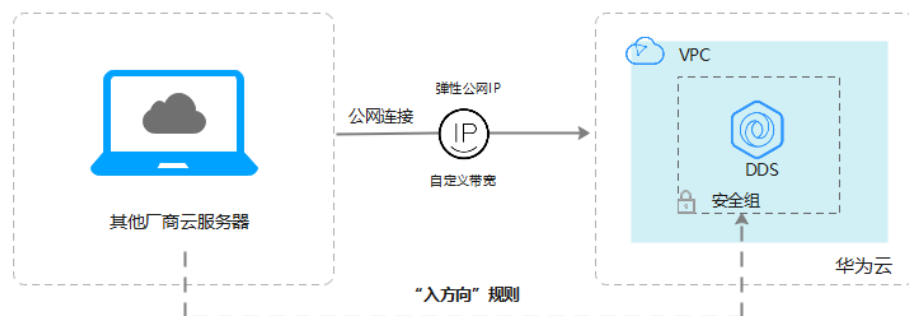 弹性公网IP
公网连接
IP
自定义带宽
其他厂商云服务器
VPC
DDS
安全组
华为云
“入方向”规则